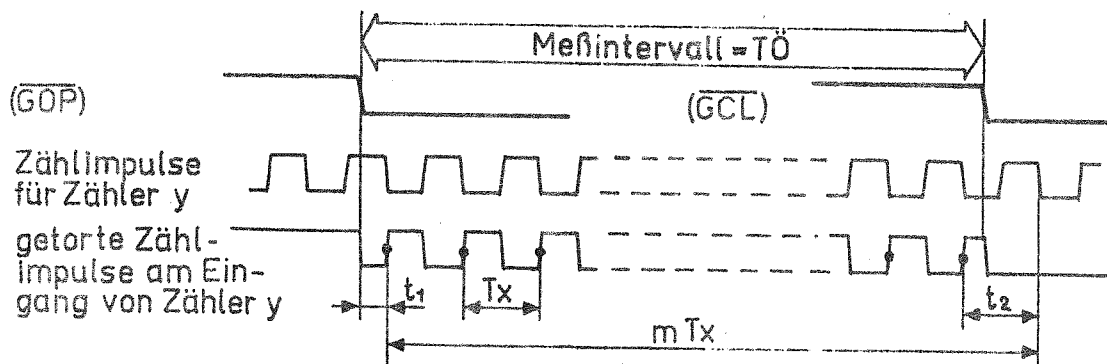 Meßintervall = TÖ
(GOP)
(GCL)
Zählimpulse
für Zähler y
getorte Zähl-
impulse am Ein-
gang von Zähler y
t₁
Tx
t₂
m Tx